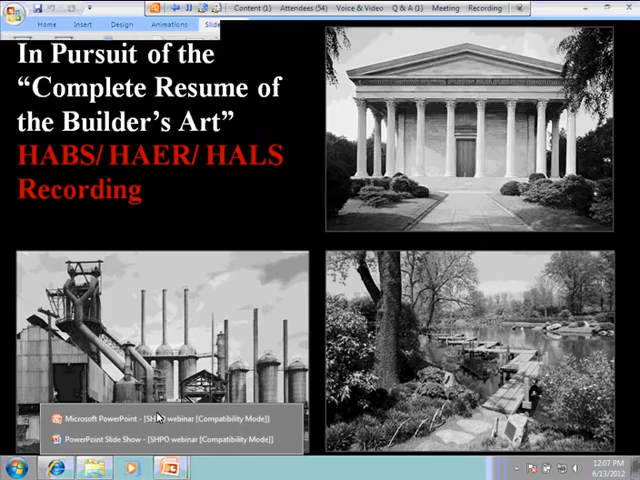 Content (1) Attendees (54) Voice & Video Q & A (1) Meeting Recording
Home Insert Design Animations Slide
In Pursuit of the
“Complete Resume of
the Builder’s Art”
HABS/ HAER/ HALS
Recording
Microsoft PowerPoint - [SHPO webinar [Compatibility Mode]]
PowerPoint Slide Show - [SHPO webinar [Compatibility Mode]]
12:07 PM
6/13/2012